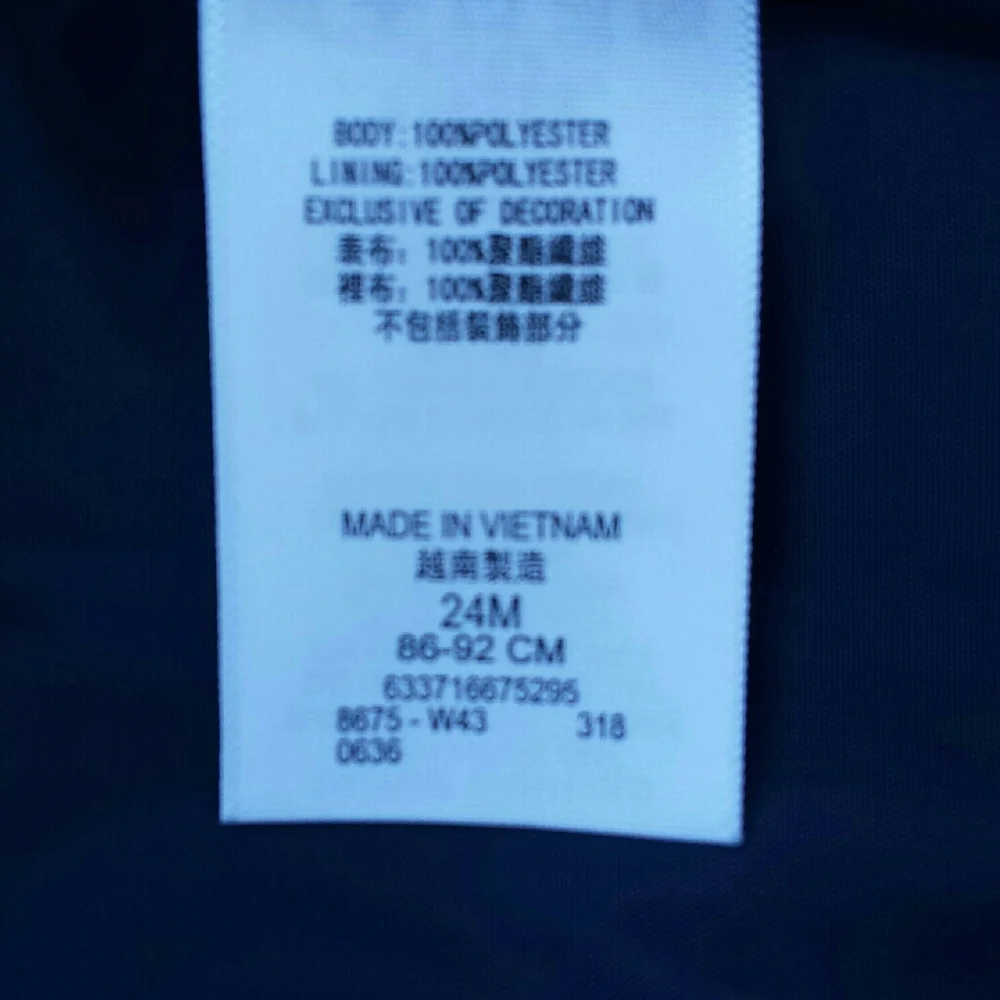 BODY:100%POLYESTER
LINING:100%POLYESTER
EXCLUSIVE OF DECORATION
表布: 100%聚酯纖維
裡布: 100%聚酯纖維
不包括裝飾部分
MADE IN VIETNAM
越南製造
24M
86-92 CM
633716675295
8675 - W43 318
0636